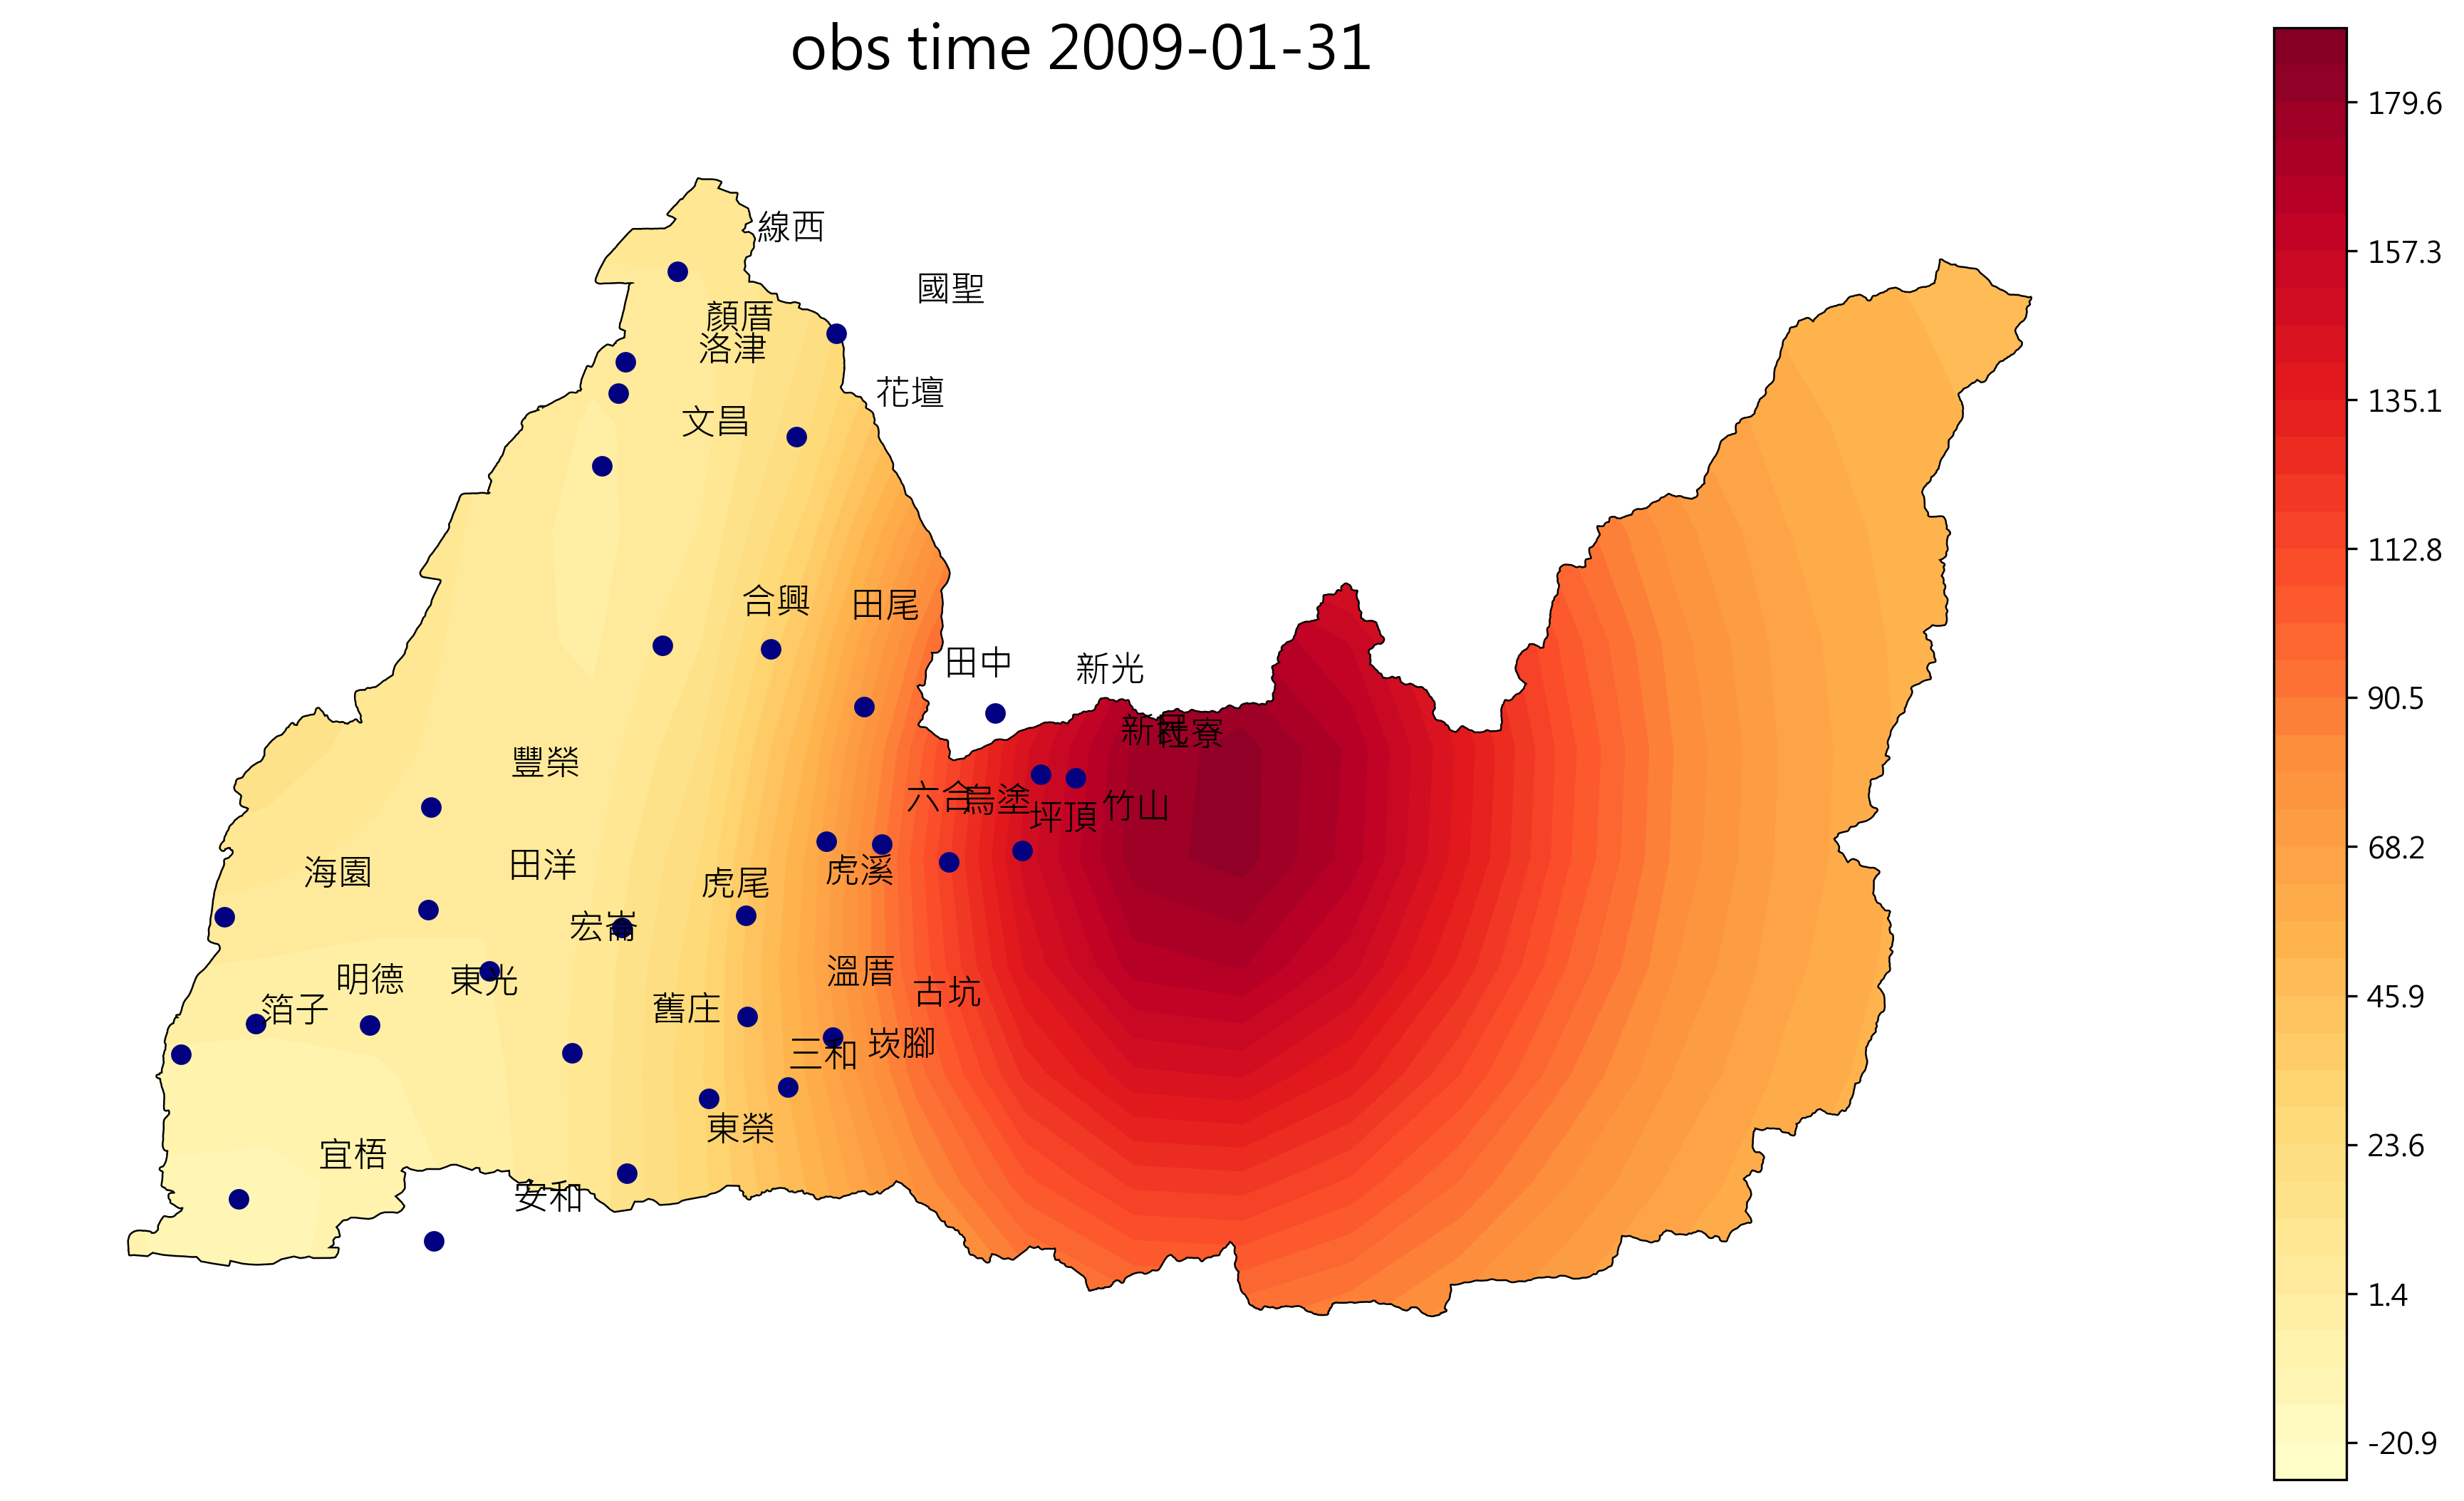 obs time 2009-01-31
線西
國聖
顏厝
洛津
花壇
文昌
合興
田尾
田中
新光
新民
社寮
豐榮
六合
烏塗
坪頂
竹山
海園
田洋
虎尾
虎溪
宏崙
明德
東光
溫厝
古坑
箔子
舊庄
三和
崁腳
東榮
宜梧
安和
179.6
157.3
135.1
112.8
90.5
68.2
45.9
23.6
1.4
-20.9